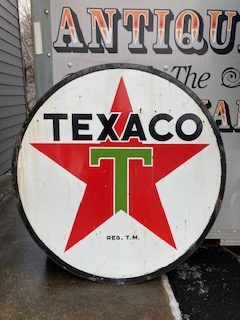 ANTIQU
The
TEXACO
T
REG. T.M.